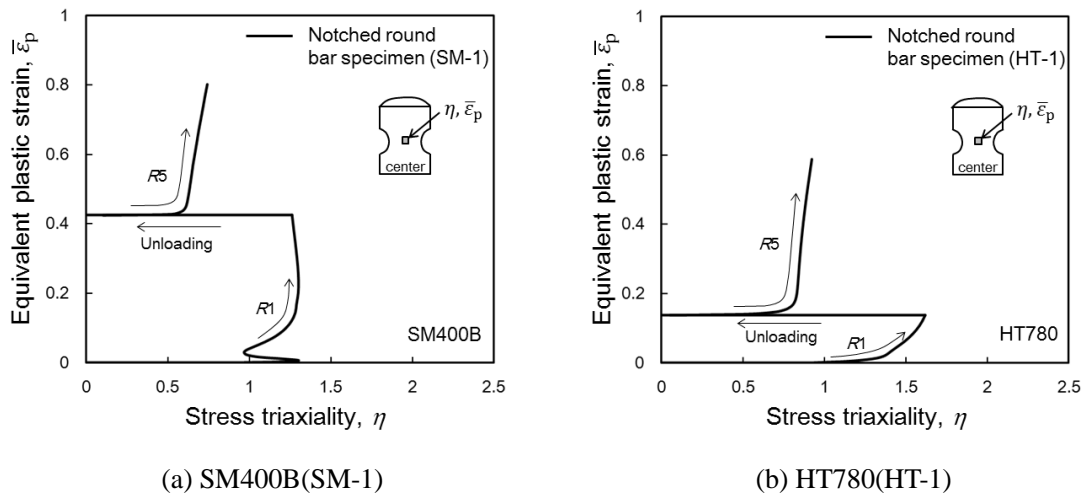 Equivalent plastic strain, ε̅p
1
0.8
0.6
0.4
0.2
0
Notched round
bar specimen (SM-1)
η, ε̅p
center
R5
Unloading
R1
SM400B
0 0.5 1 1.5 2 2.5
Stress triaxiality, η
(a) SM400B(SM-1)
Equivalent plastic strain, ε̅p
1
0.8
0.6
0.4
0.2
0
Notched round
bar specimen (HT-1)
η, ε̅p
center
R5
Unloading
R1
HT780
0 0.5 1 1.5 2 2.5
Stress triaxiality, η
(b) HT780(HT-1)